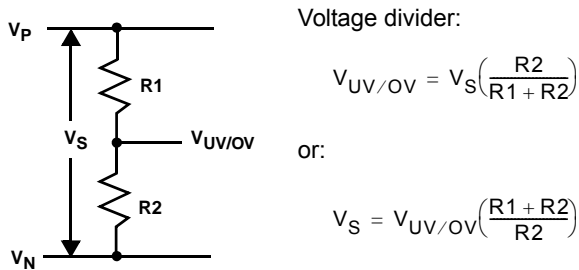 V_P
R1
V_S
V_UV/OV
R2
V_N
Voltage divider:
V_UV/OV = V_S(R2/(R1 + R2))
or:
V_S = V_UV/OV((R1 + R2)/R2)